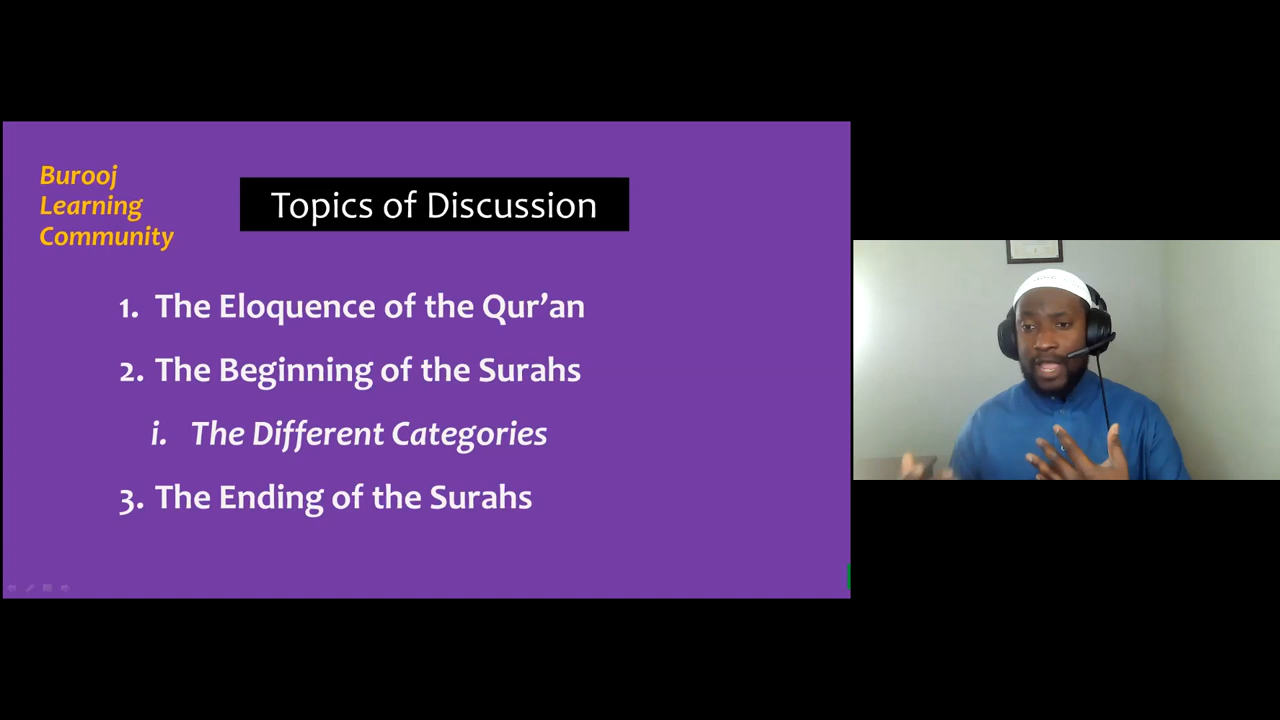 Burooj
Learning
Community
Topics of Discussion
1. The Eloquence of the Qur’an
2. The Beginning of the Surahs
i. The Different Categories
3. The Ending of the Surahs